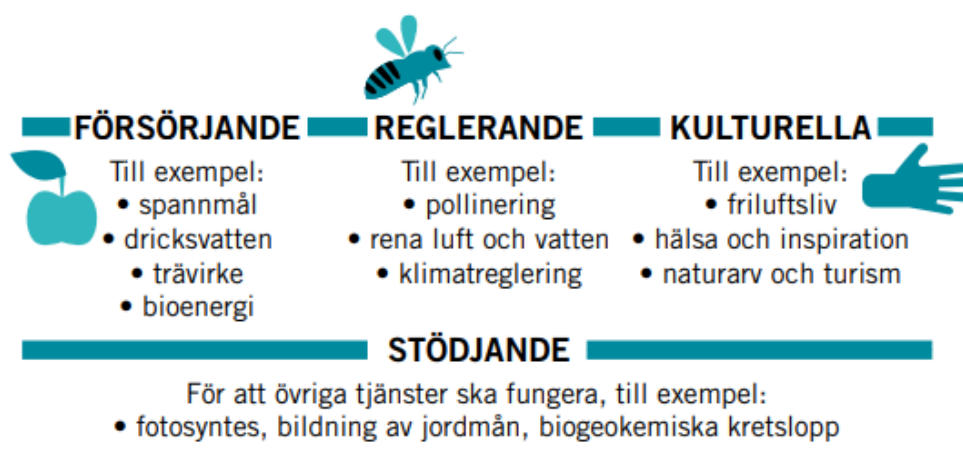 FÖRSÖRJANDE
Till exempel:
• spannmål
• dricksvatten
• trävirke
• bioenergi
REGLERANDE
Till exempel:
• pollinering
• rena luft och vatten
• klimatreglering
KULTURELLA
Till exempel:
• friluftsliv
• hälsa och inspiration
• naturarv och turism
STÖDJANDE
För att övriga tjänster ska fungera, till exempel:
• fotosyntes, bildning av jordmån, biogeokemiska kretslopp